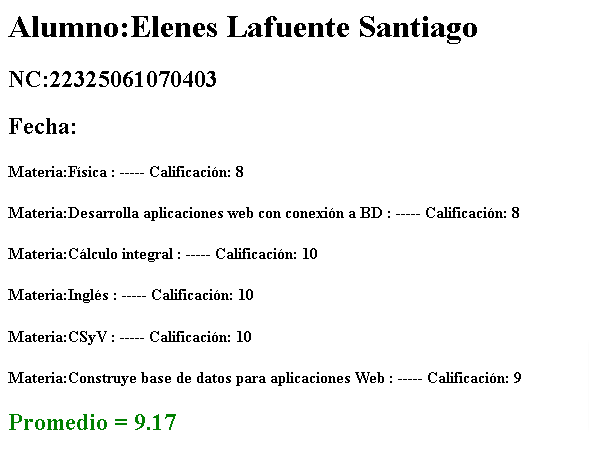 Alumno:Elenes Lafuente Santiago
NC:22325061070403
Fecha:
Materia:Física : ----- Calificación: 8
Materia:Desarrolla aplicaciones web con conexión a BD : ----- Calificación: 8
Materia:Cálculo integral : ----- Calificación: 10
Materia:Inglés : ----- Calificación: 10
Materia:CSyV : ----- Calificación: 10
Materia:Construye base de datos para aplicaciones Web : ----- Calificación: 9
Promedio = 9.17